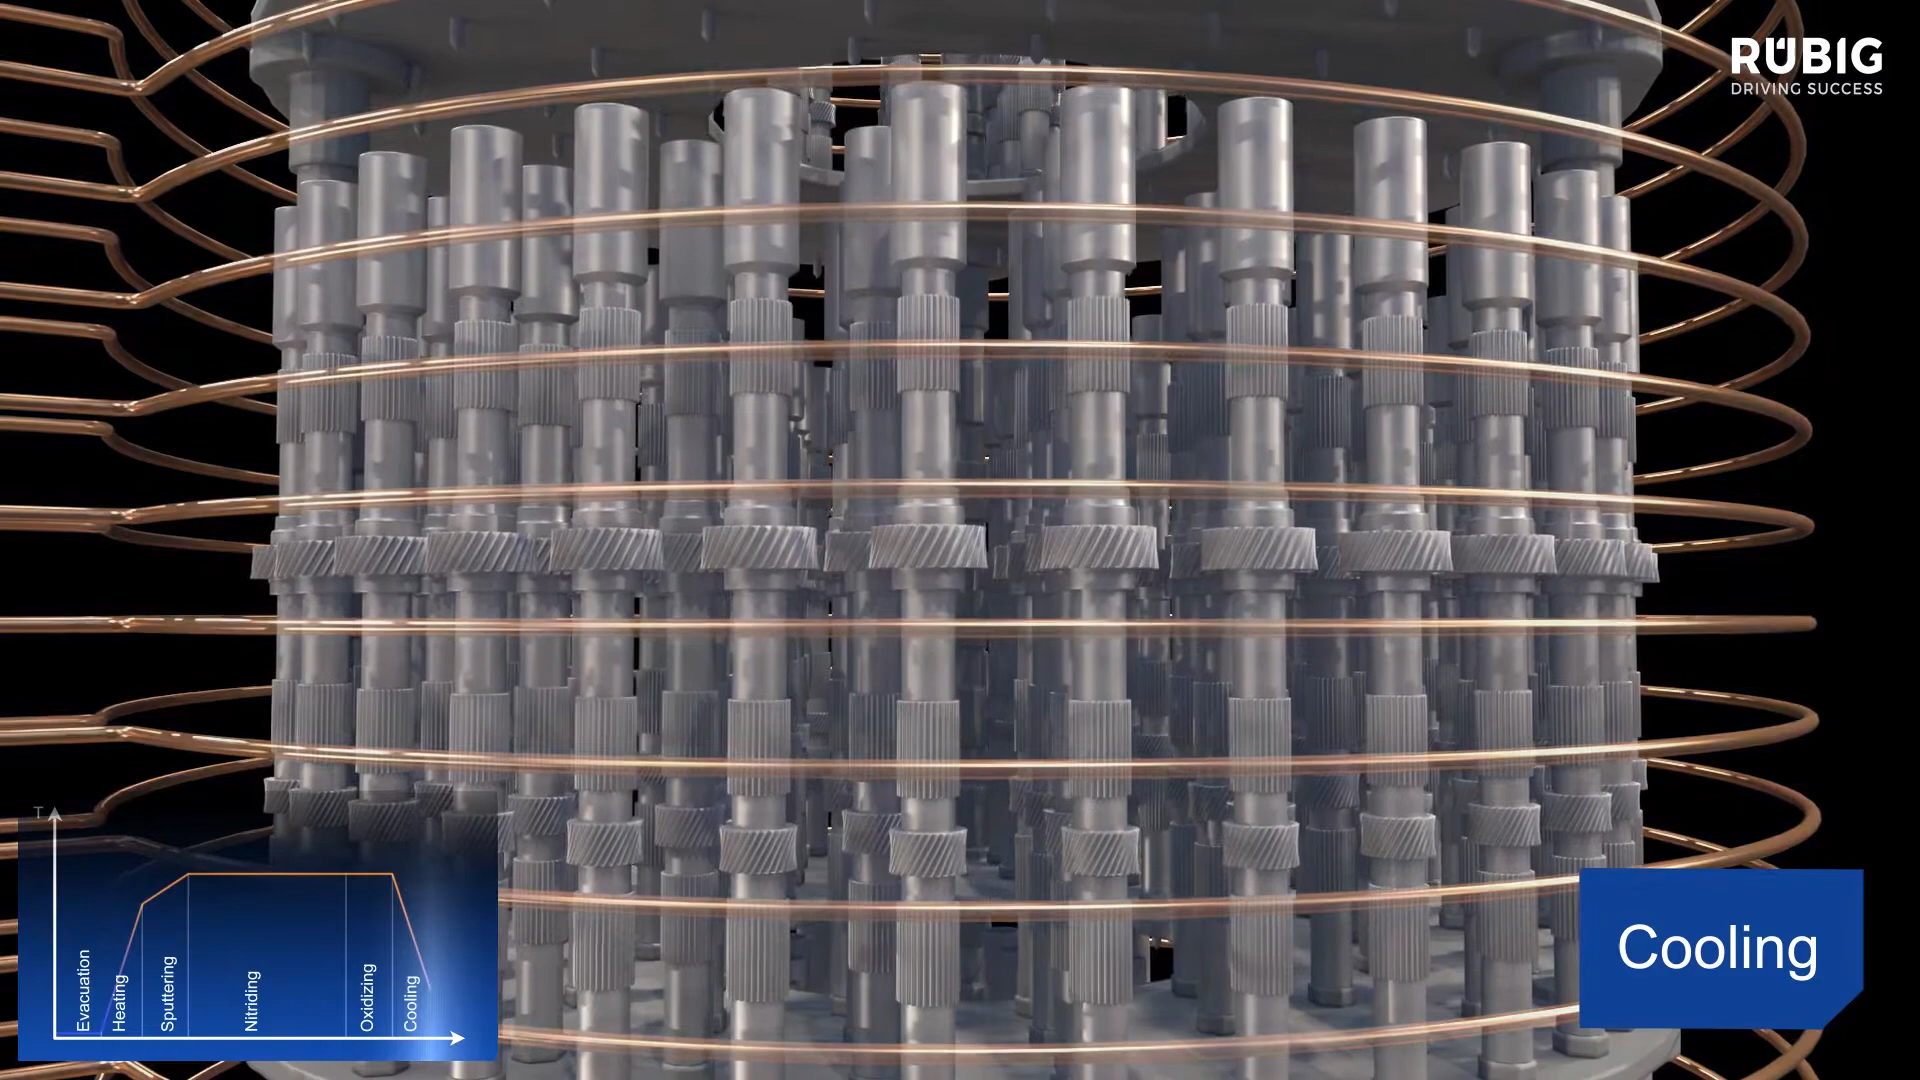 RÜBIG
DRIVING SUCCESS
T
Evacuation
Heating
Sputtering
Nitriding
Oxidizing
Cooling
Cooling